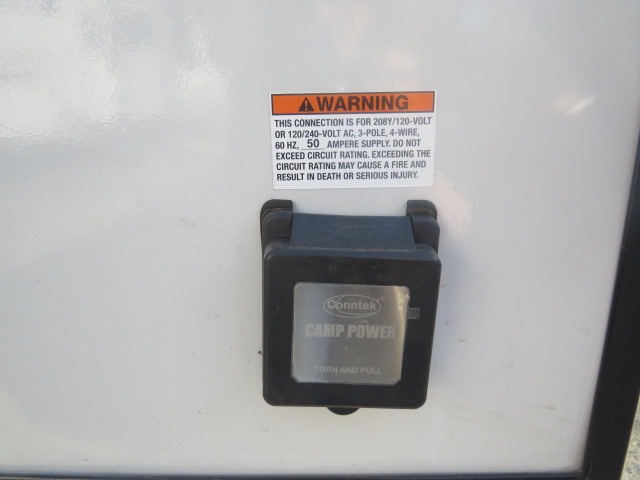 WARNING
THIS CONNECTION IS FOR 208Y/120-VOLT
OR 120/240-VOLT AC, 3-POLE, 4-WIRE,
60 HZ, 50 AMPERE SUPPLY. DO NOT
EXCEED CIRCUIT RATING. EXCEEDING THE
CIRCUIT RATING MAY CAUSE A FIRE AND
RESULT IN DEATH OR SERIOUS INJURY.
Conntek
CAMP POWER
TURN AND PULL